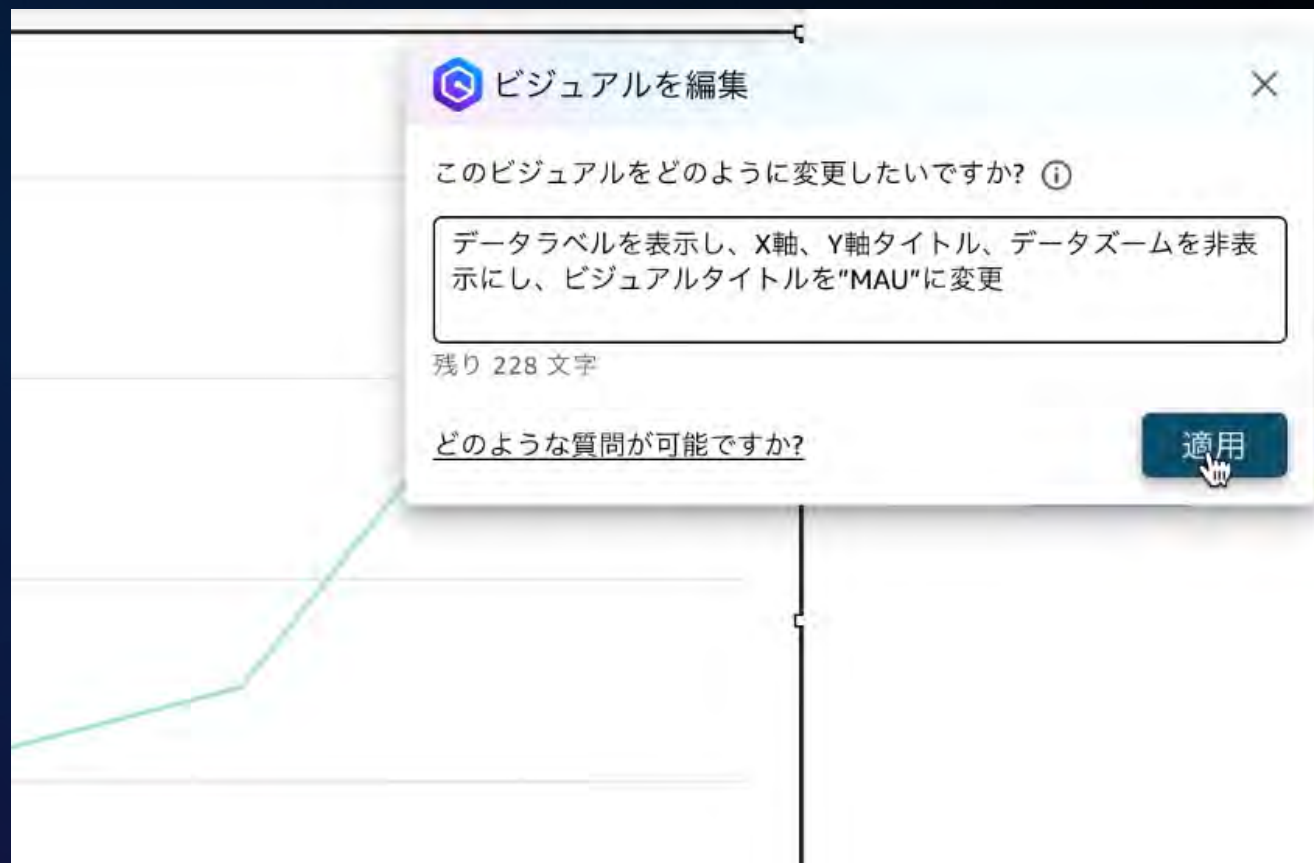 ビジュアルを編集
このビジュアルをどのように変更したいですか?
データラベルを表示し、X軸、Y軸タイトル、データズームを非表
示にし、ビジュアルタイトルを"MAU"に変更
残り 228 文字
どのような質問が可能ですか?
適用